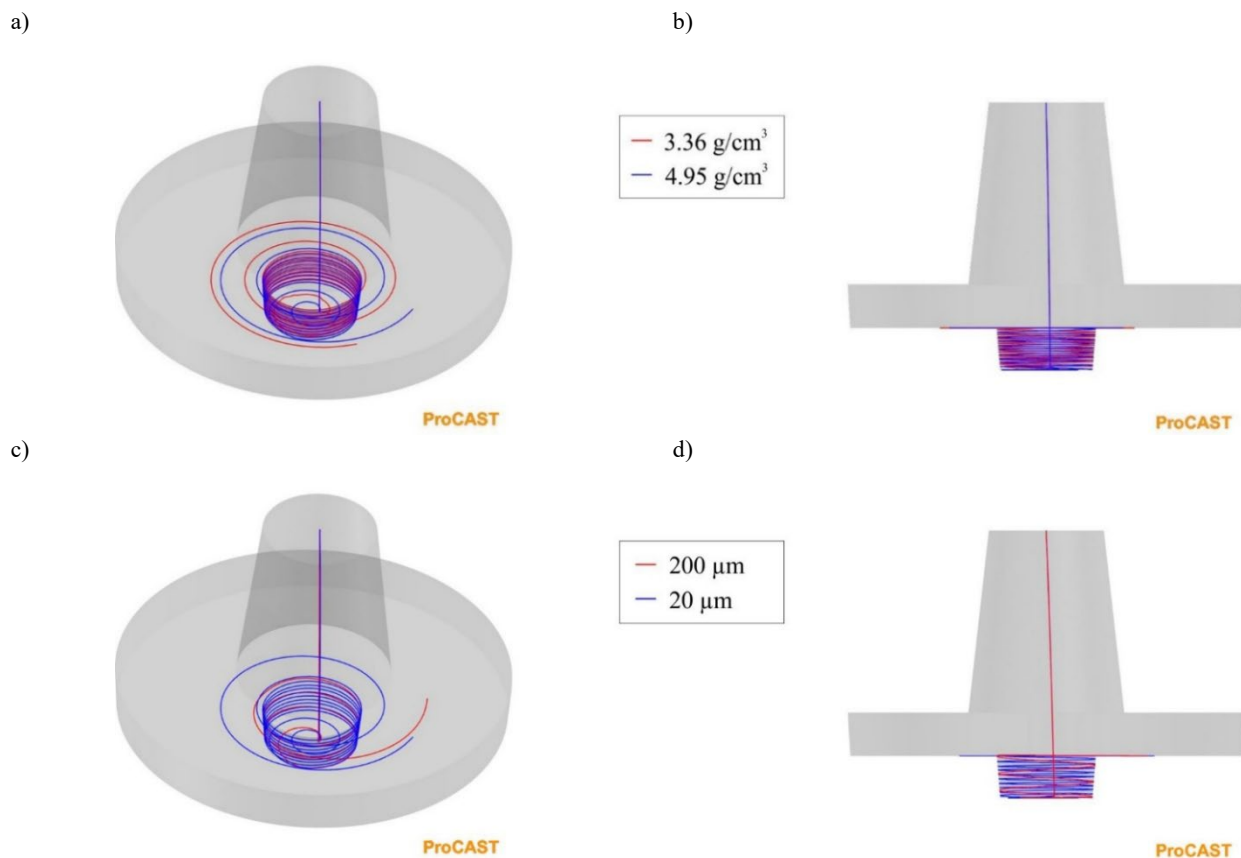 a)
b)
3.36 g/cm³
4.95 g/cm³
ProCAST
ProCAST
c)
d)
200 µm
20 µm
ProCAST
ProCAST